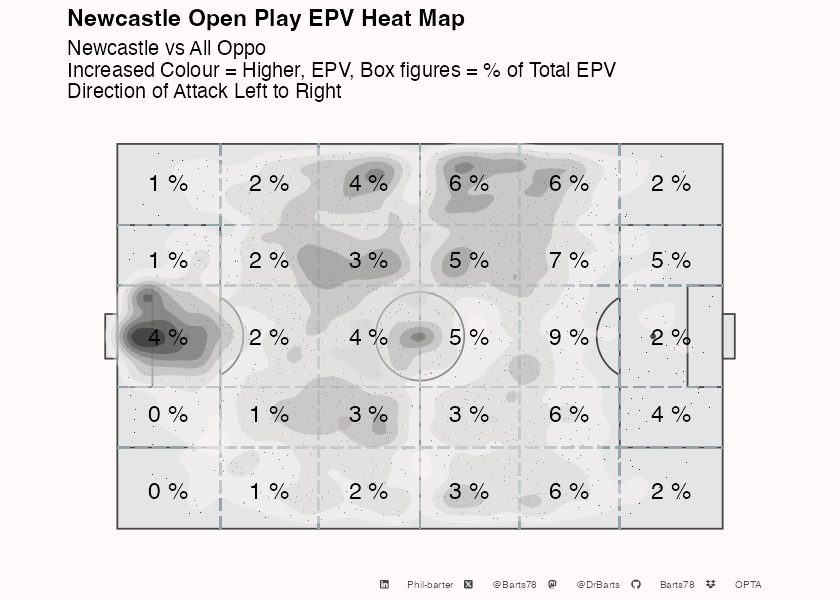 Newcastle Open Play EPV Heat Map
Newcastle vs All Oppo
Increased Colour = Higher, EPV, Box figures = % of Total EPV
Direction of Attack Left to Right
1 % 2 % 4 % 6 % 6 % 2 %
1 % 2 % 3 % 5 % 7 % 5 %
4 % 2 % 4 % 5 % 9 % 2 %
0 % 1 % 3 % 3 % 6 % 4 %
0 % 1 % 2 % 3 % 6 % 2 %
Phil-barter @Barts78 @DrBarts Barts78 OPTA